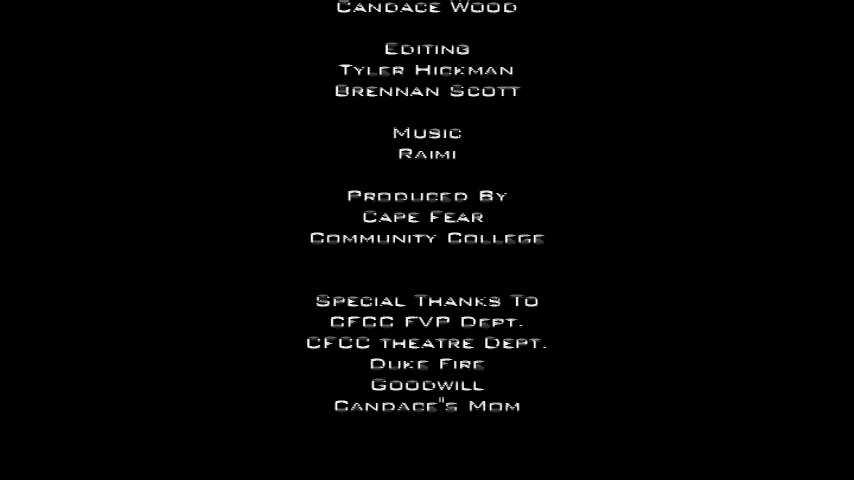 Candace Wood
Editing
Tyler Hickman
Brennan Scott
Music
Raimi
Produced By
Cape Fear
Community College
Special Thanks To
CFCC FVP Dept.
CFCC theatre Dept.
Duke Fire
Goodwill
Candace"s Mom